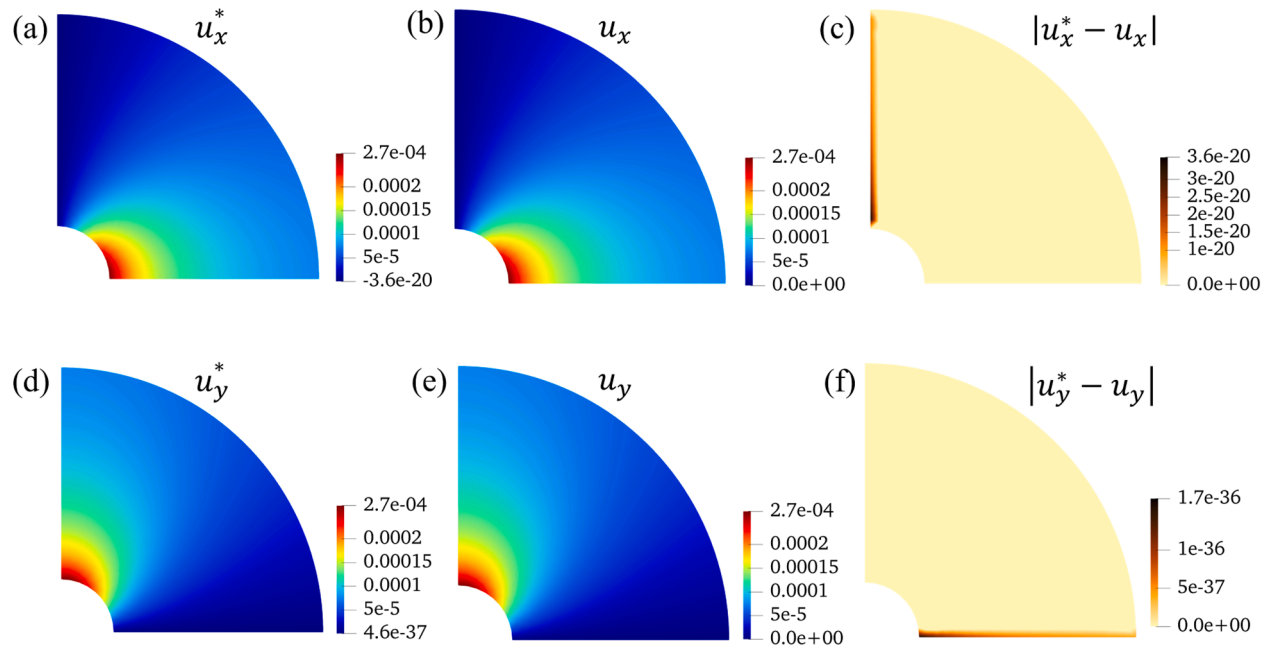 (a) u*x
2.7e-04
0.0002
0.00015
0.0001
5e-5
-3.6e-20
(b) ux
2.7e-04
0.0002
0.00015
0.0001
5e-5
0.0e+00
(c) |u*x − ux|
3.6e-20
3e-20
2.5e-20
2e-20
1.5e-20
1e-20
0.0e+00
(d) u*y
2.7e-04
0.0002
0.00015
0.0001
5e-5
4.6e-37
(e) uy
2.7e-04
0.0002
0.00015
0.0001
5e-5
0.0e+00
(f) |u*y − uy|
1.7e-36
1e-36
5e-37
0.0e+00